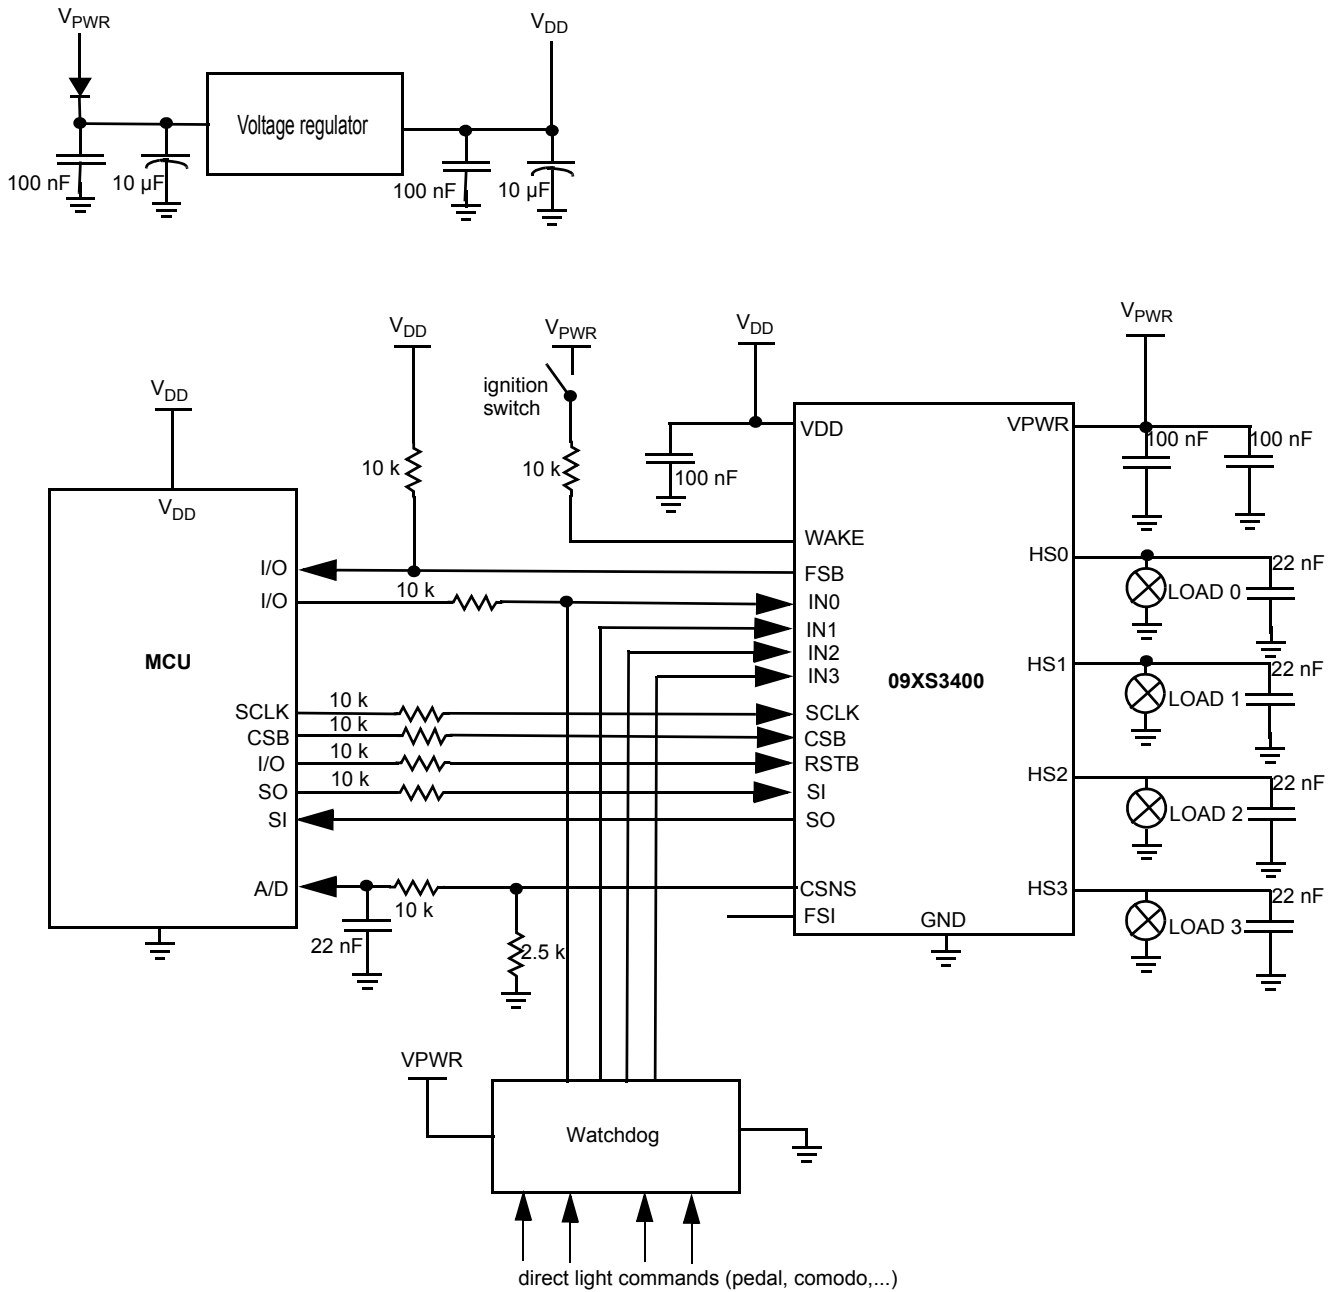 VPWR
VDD
Voltage regulator
100 nF
10 µF
100 nF
10 µF
VDD
VPWR
VDD
VPWR
VDD
ignition
switch
10 k
10 k
100 nF
VDD
VPWR
100 nF
100 nF
VDD
WAKE
I/O
FSB
HS0
22 nF
I/O
10 k
IN0
LOAD 0
IN1
IN2
MCU
IN3
09XS3400
HS1
22 nF
LOAD 1
SCLK
10 k
SCLK
CSB
10 k
CSB
I/O
10 k
RSTB
HS2
22 nF
SO
10 k
SI
LOAD 2
SI
SO
A/D
10 k
CSNS
HS3
22 nF
FSI
GND
LOAD 3
22 nF
2.5 k
VPWR
Watchdog
direct light commands (pedal, comodo,...)